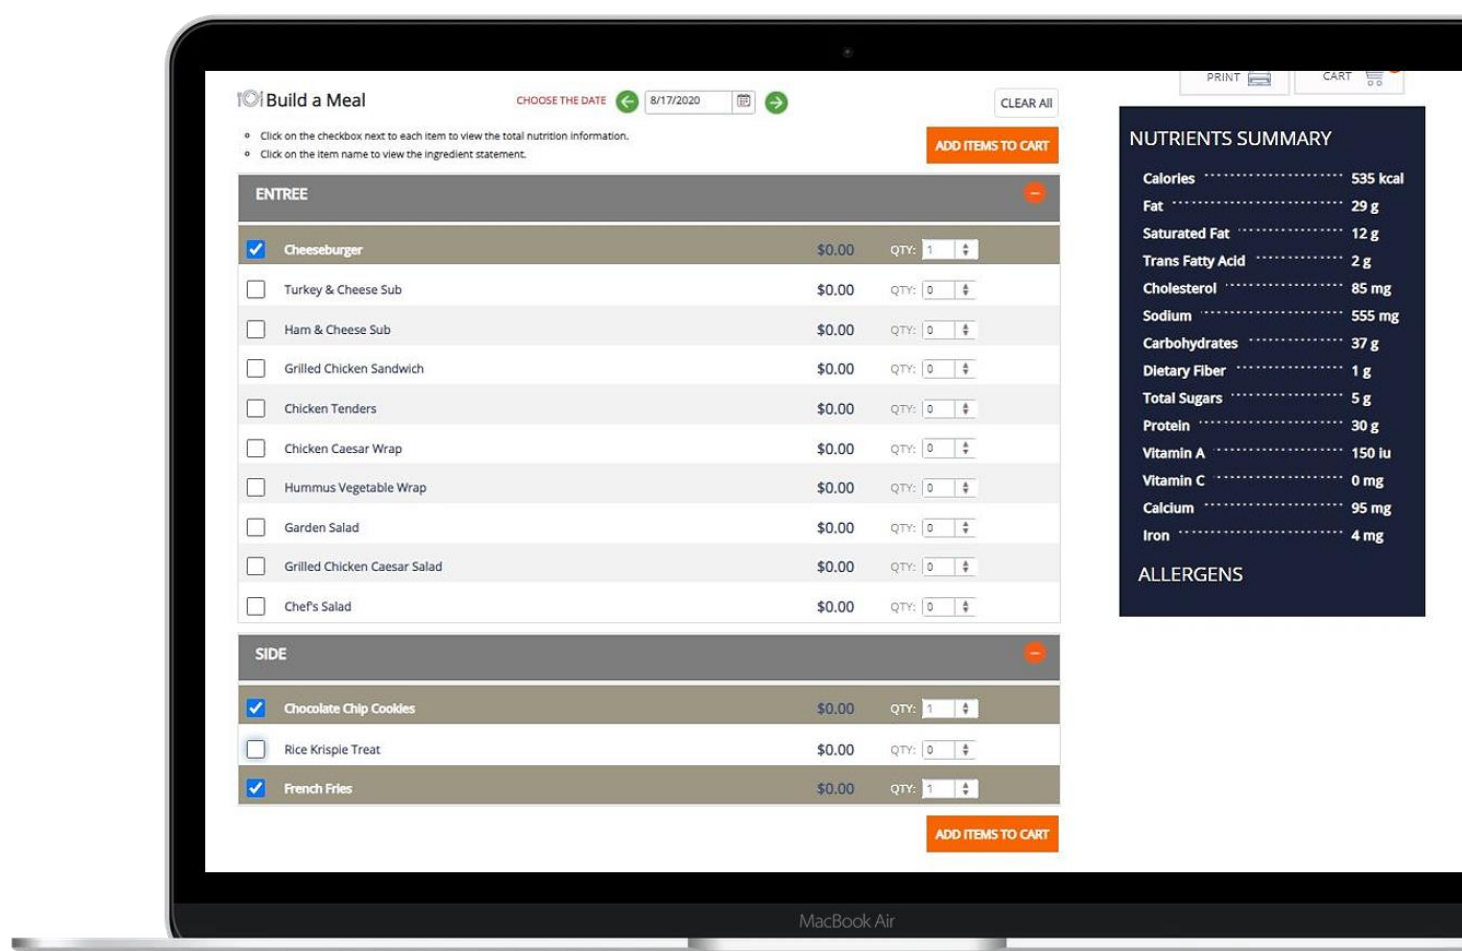 PRINT
CART
Build a Meal
CHOOSE THE DATE
8/17/2020
CLEAR All
Click on the checkbox next to each item to view the total nutrition information.
Click on the item name to view the ingredient statement.
ADD ITEMS TO CART
ENTREE
Cheeseburger $0.00 QTY: 1
Turkey & Cheese Sub $0.00 QTY: 0
Ham & Cheese Sub $0.00 QTY: 0
Grilled Chicken Sandwich $0.00 QTY: 0
Chicken Tenders $0.00 QTY: 0
Chicken Caesar Wrap $0.00 QTY: 0
Hummus Vegetable Wrap $0.00 QTY: 0
Garden Salad $0.00 QTY: 0
Grilled Chicken Caesar Salad $0.00 QTY: 0
Chef's Salad $0.00 QTY: 0
SIDE
Chocolate Chip Cookies $0.00 QTY: 1
Rice Krispie Treat $0.00 QTY: 0
French Fries $0.00 QTY: 1
ADD ITEMS TO CART
NUTRIENTS SUMMARY
Calories 535 kcal
Fat 29 g
Saturated Fat 12 g
Trans Fatty Acid 2 g
Cholesterol 85 mg
Sodium 555 mg
Carbohydrates 37 g
Dietary Fiber 1 g
Total Sugars 5 g
Protein 30 g
Vitamin A 150 iu
Vitamin C 0 mg
Calcium 95 mg
Iron 4 mg
ALLERGENS
MacBook Air